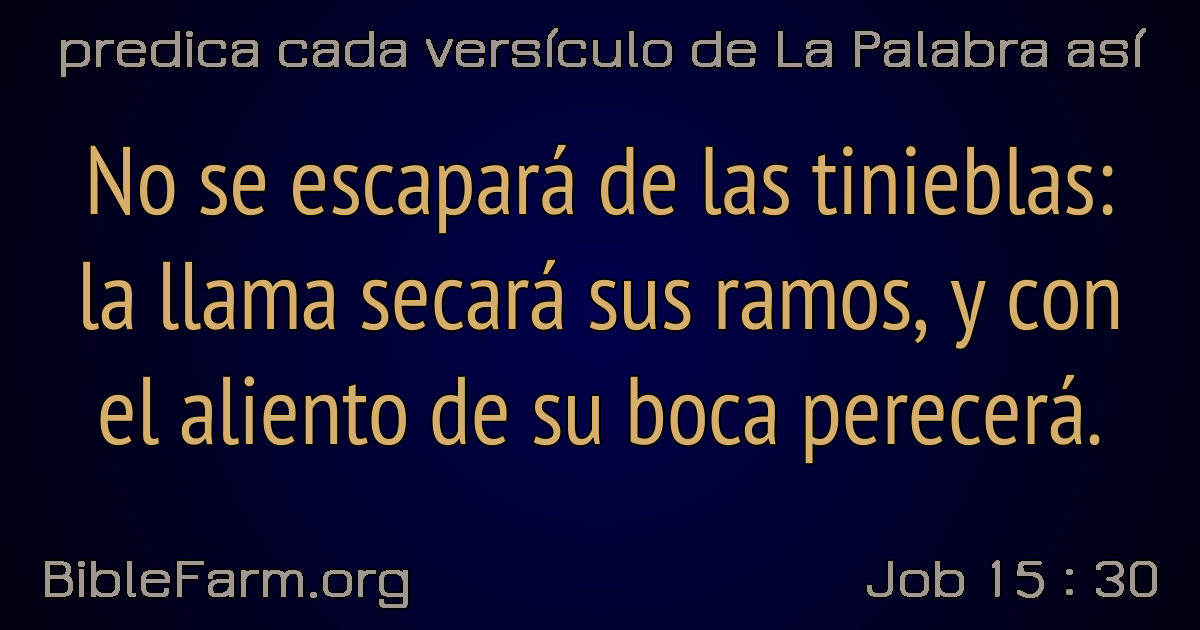 predica cada versículo de La Palabra así
No se escapará de las tinieblas:
la llama secará sus ramos, y con
el aliento de su boca perecerá.
BibleFarm.org
Job 15 : 30